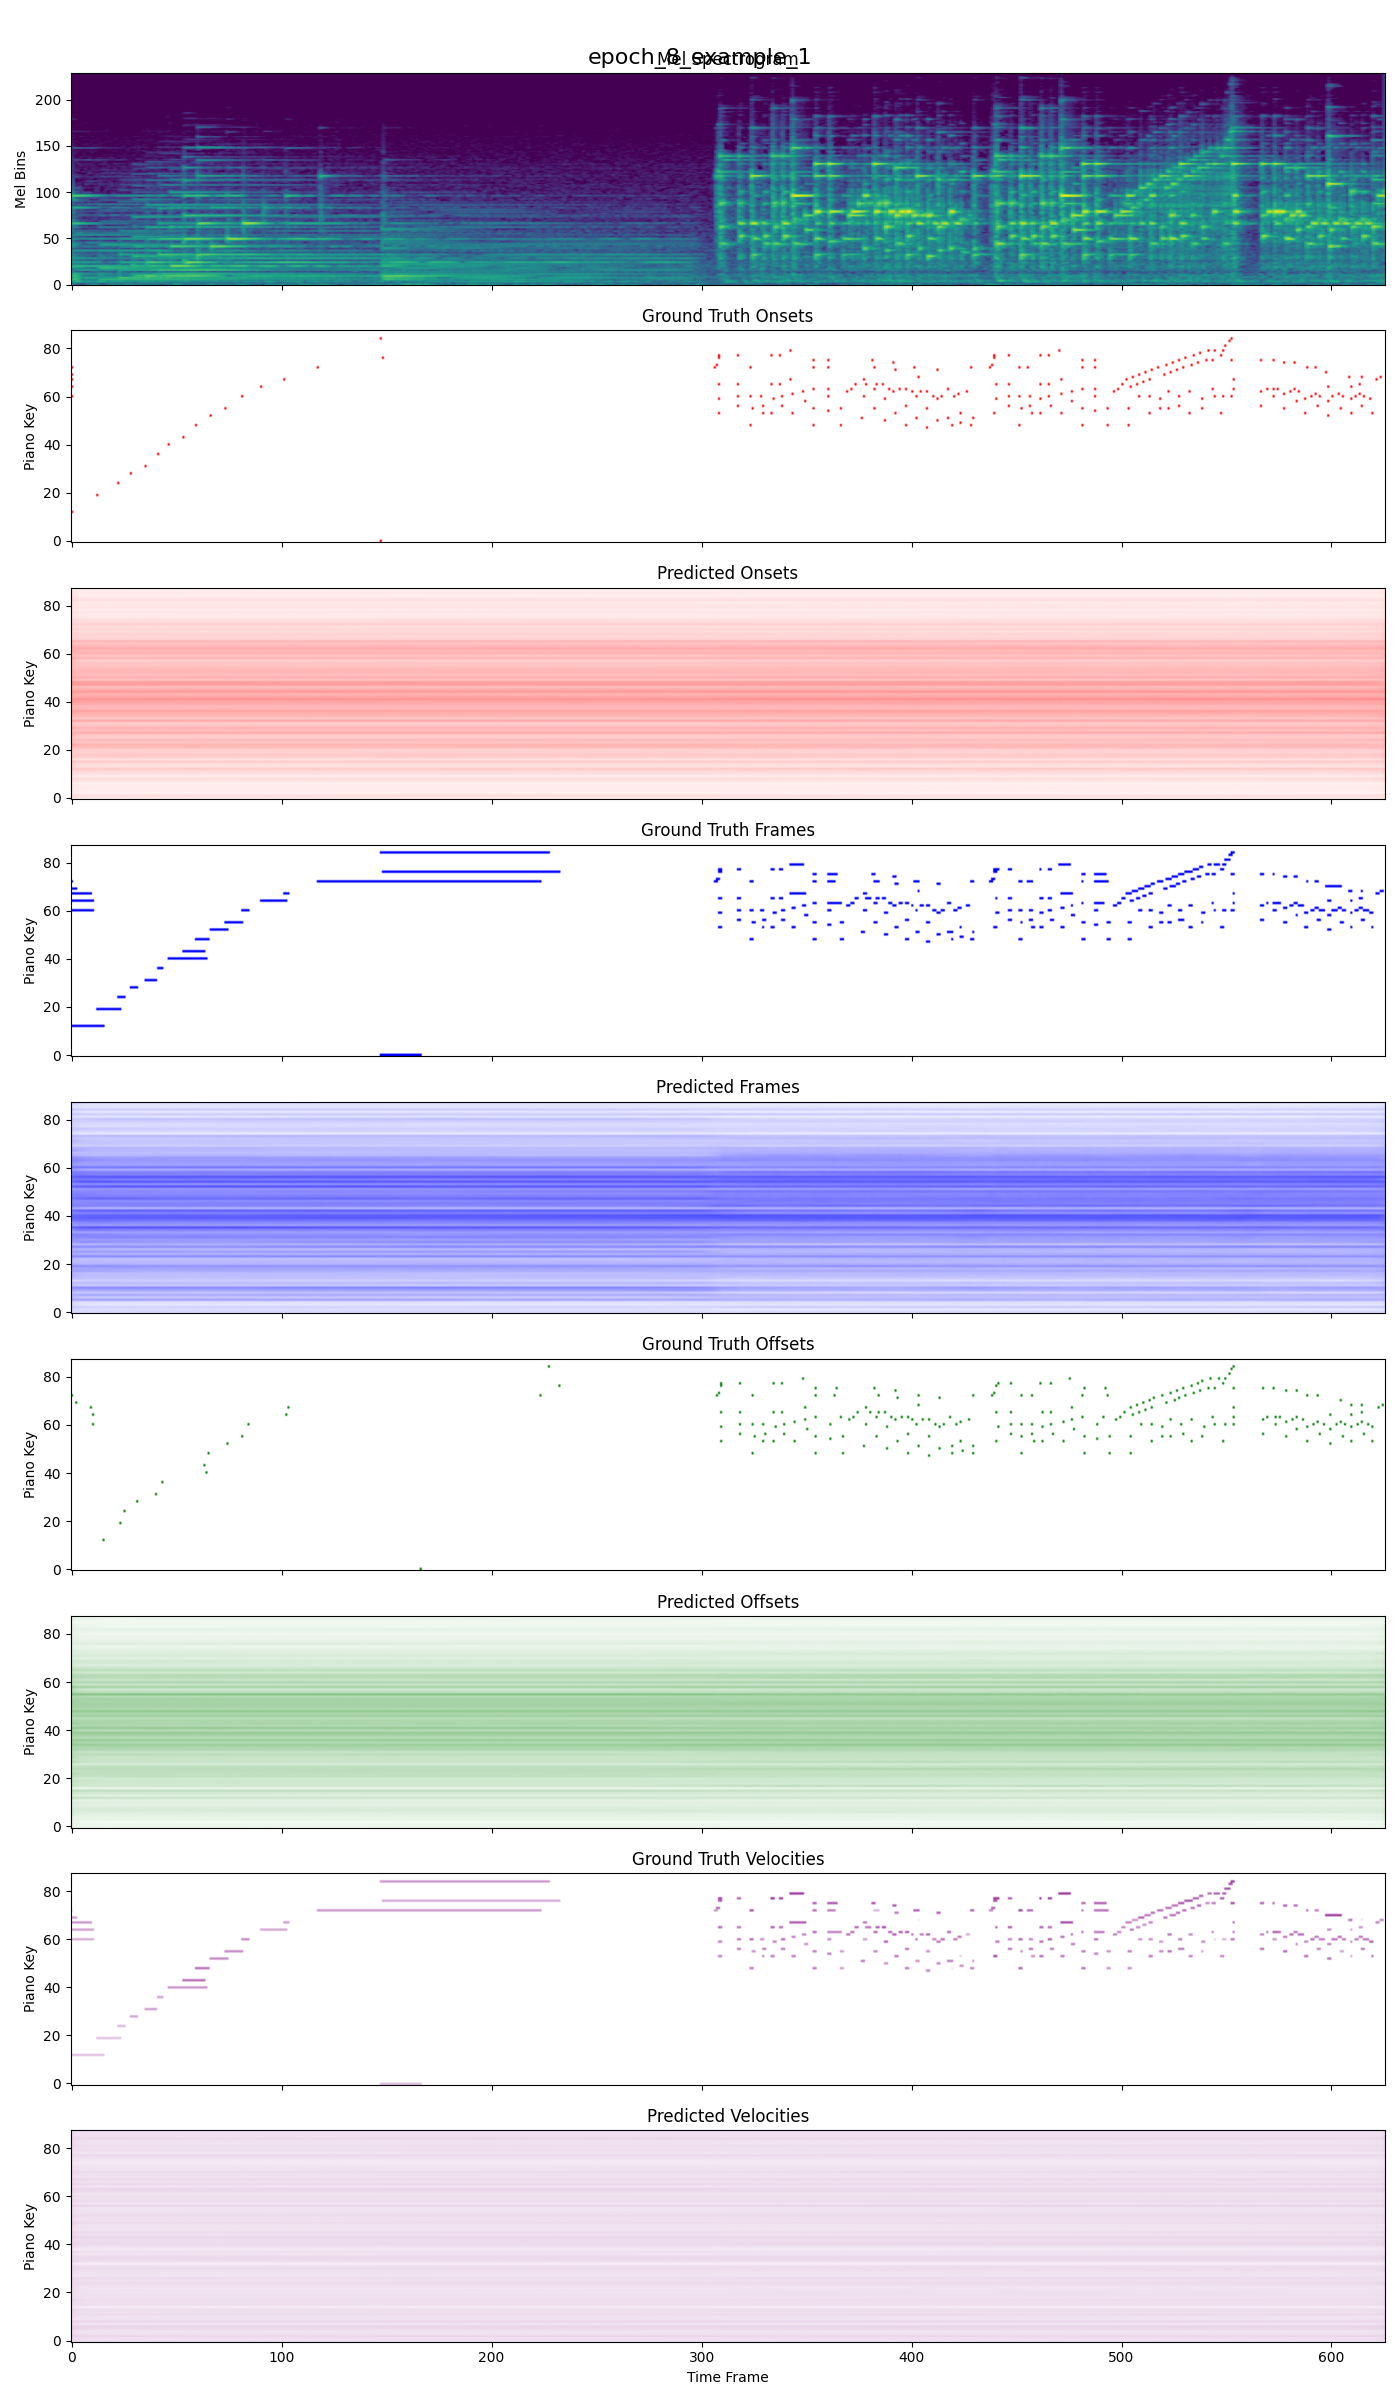 epoch_8_example_1
Mel Spectrogram
200
150
100
50
0
Mel Bins
Ground Truth Onsets
80
60
40
20
0
Piano Key
Predicted Onsets
80
60
40
20
0
Piano Key
Ground Truth Frames
80
60
40
20
0
Piano Key
Predicted Frames
80
60
40
20
0
Piano Key
Ground Truth Offsets
80
60
40
20
0
Piano Key
Predicted Offsets
80
60
40
20
0
Piano Key
Ground Truth Velocities
80
60
40
20
0
Piano Key
Predicted Velocities
80
60
40
20
0
Piano Key
0 100 200 300 400 500 600
Time Frame